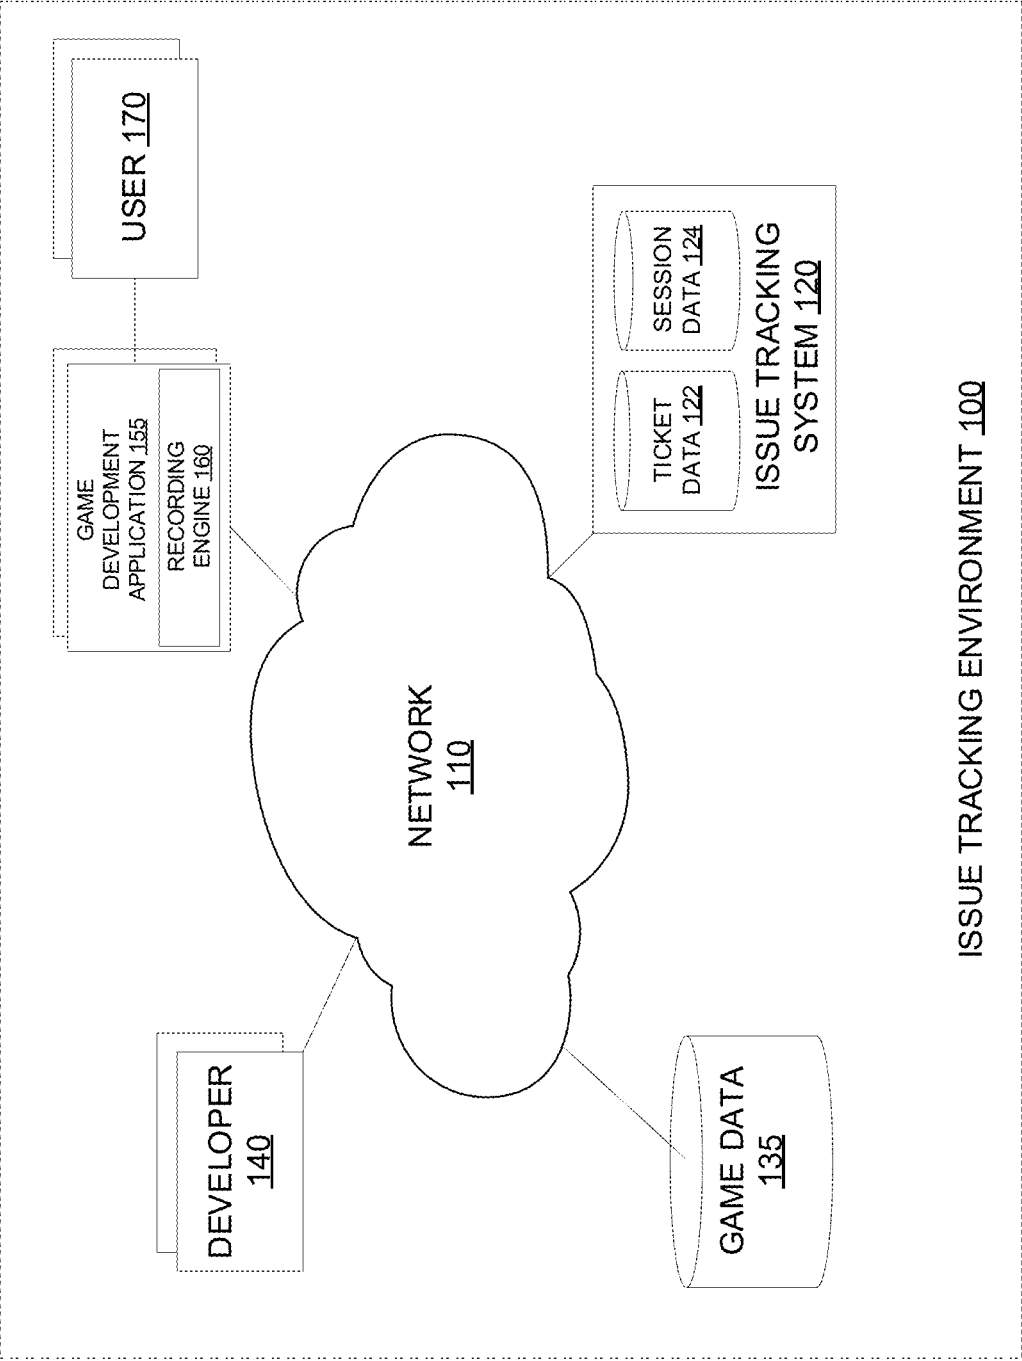 DEVELOPER
140
GAME
DEVELOPMENT
APPLICATION 155
RECORDING
ENGINE 160
USER 170
NETWORK
110
GAME DATA
135
TICKET
DATA 122
SESSION
DATA 124
ISSUE TRACKING
SYSTEM 120
ISSUE TRACKING ENVIRONMENT 100